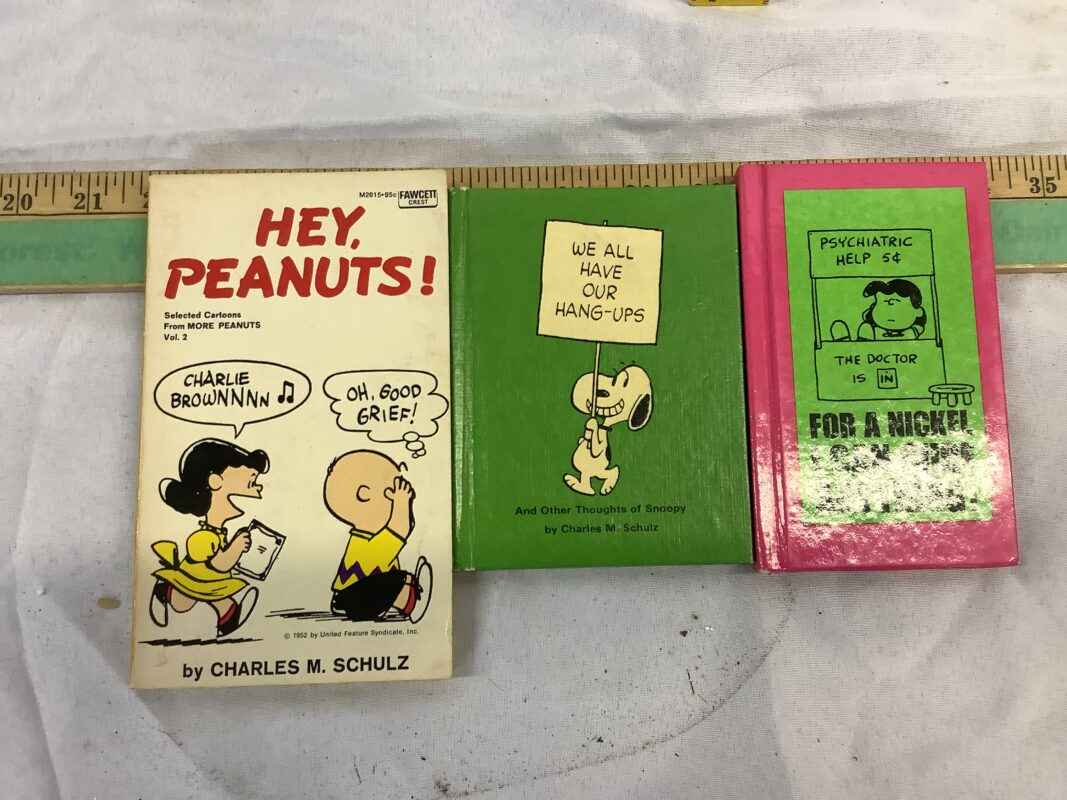 20 21 35
M2615•95c FAWCETT
CREST
HEY,
PEANUTS!
Selected Cartoons
From MORE PEANUTS
Vol. 2
CHARLIE
BROWNNNN
OH, GOOD
GRIEF!
© 1952 by United Feature Syndicate, Inc.
by CHARLES M. SCHULZ
WE ALL
HAVE
OUR
HANG-UPS
And Other Thoughts of Snoopy
by Charles M. Schulz
PSYCHIATRIC
HELP 5¢
THE DOCTOR
IS IN
FOR A NICKEL